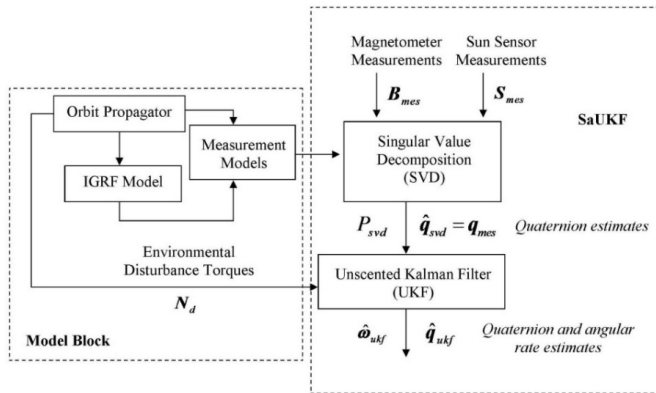 Magnetometer
Measurements
Sun Sensor
Measurements
B_mes
S_mes
SaUKF
Orbit Propagator
Measurement
Models
IGRF Model
Singular Value
Decomposition
(SVD)
P_svd
q̂_svd = q_mes
Quaternion estimates
Environmental
Disturbance Torques
N_d
Unscented Kalman Filter
(UKF)
Model Block
ω̂_ukf
q̂_ukf
Quaternion and angular
rate estimates